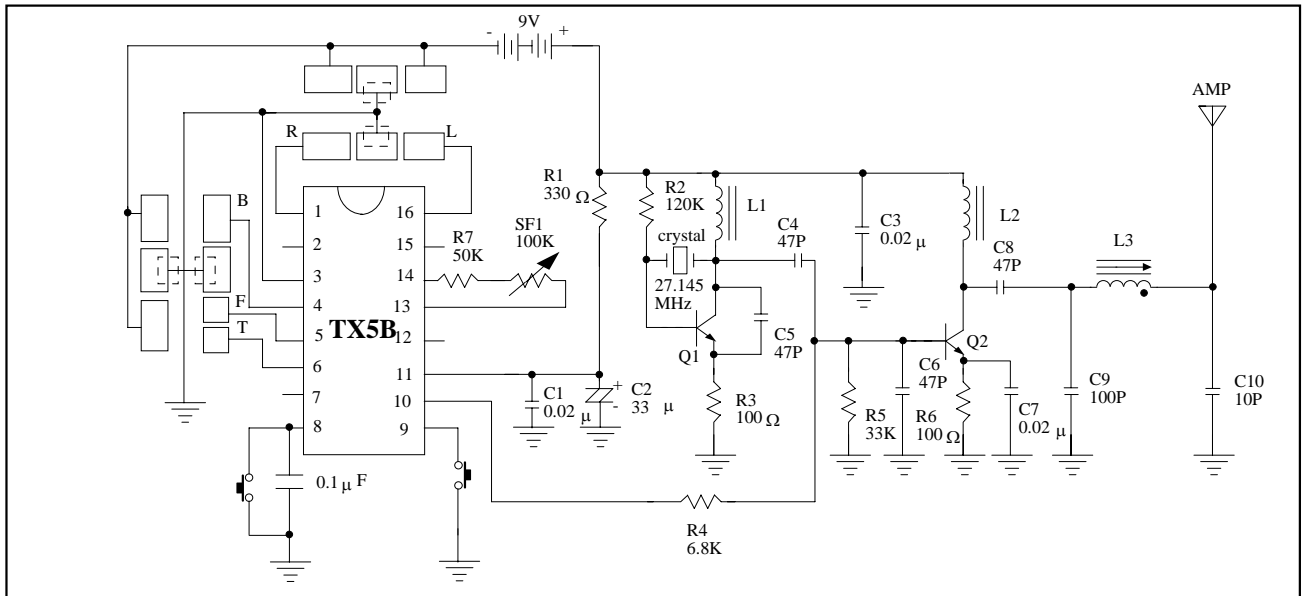 9V
-
+
AMP
R
L
R1
330 Ω
R2
120K
L1
C4
47P
C3
0.02 μ
L2
B
1
16
2
15
R7
50K
SF1
100K
crystal
27.145
MHz
C8
47P
L3
3
14
4
13
F
TX5B
5
12
T
6
11
C1
0.02 μ
+
-
C2
33 μ
Q1
C5
47P
R3
100 Ω
Q2
C6
47P
R5
33K
R6
100 Ω
C7
0.02 μ
C9
100P
C10
10P
7
10
8
9
0.1 μ F
R4
6.8K